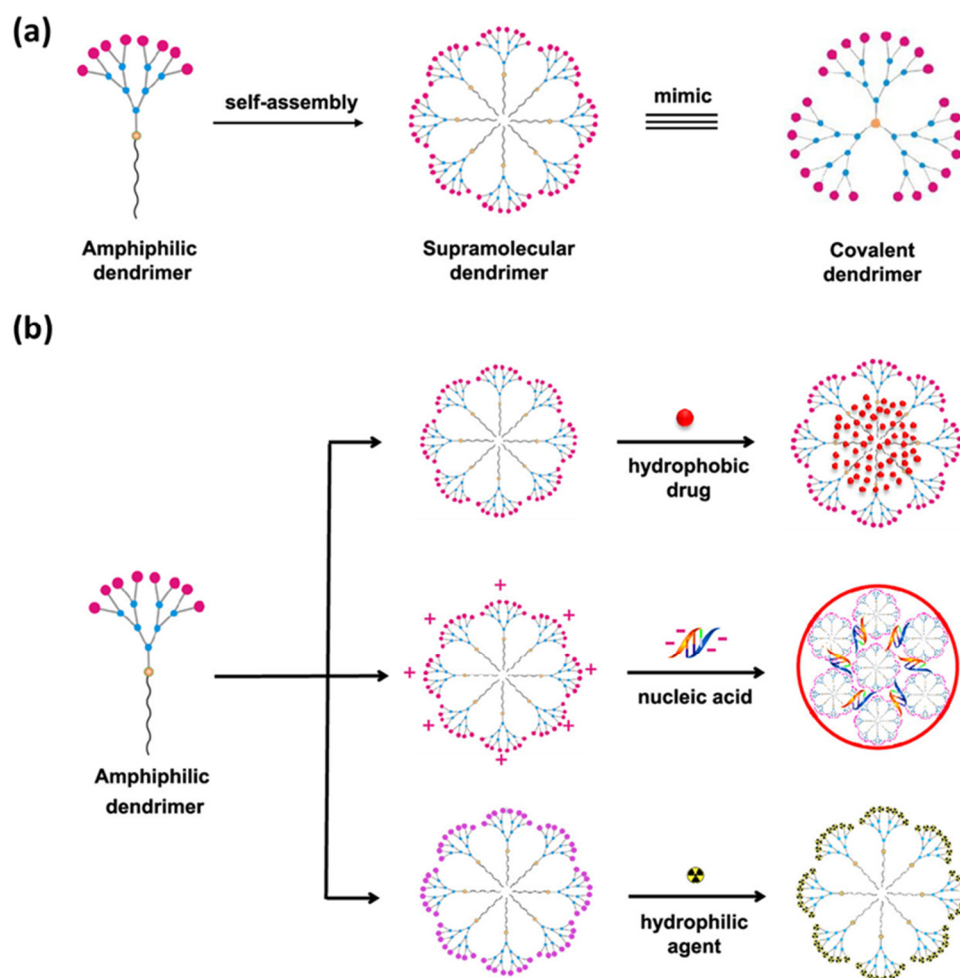 (a)
self-assembly
mimic
Amphiphilic
dendrimer
Supramolecular
dendrimer
Covalent
dendrimer
(b)
hydrophobic
drug
+
+
+
+
+
+
+
+
nucleic acid
Amphiphilic
dendrimer
hydrophilic
agent